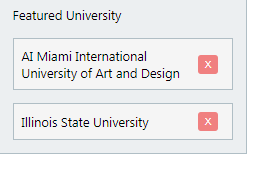 Featured University
AI Miami International
University of Art and Design
x
Illinois State University
x